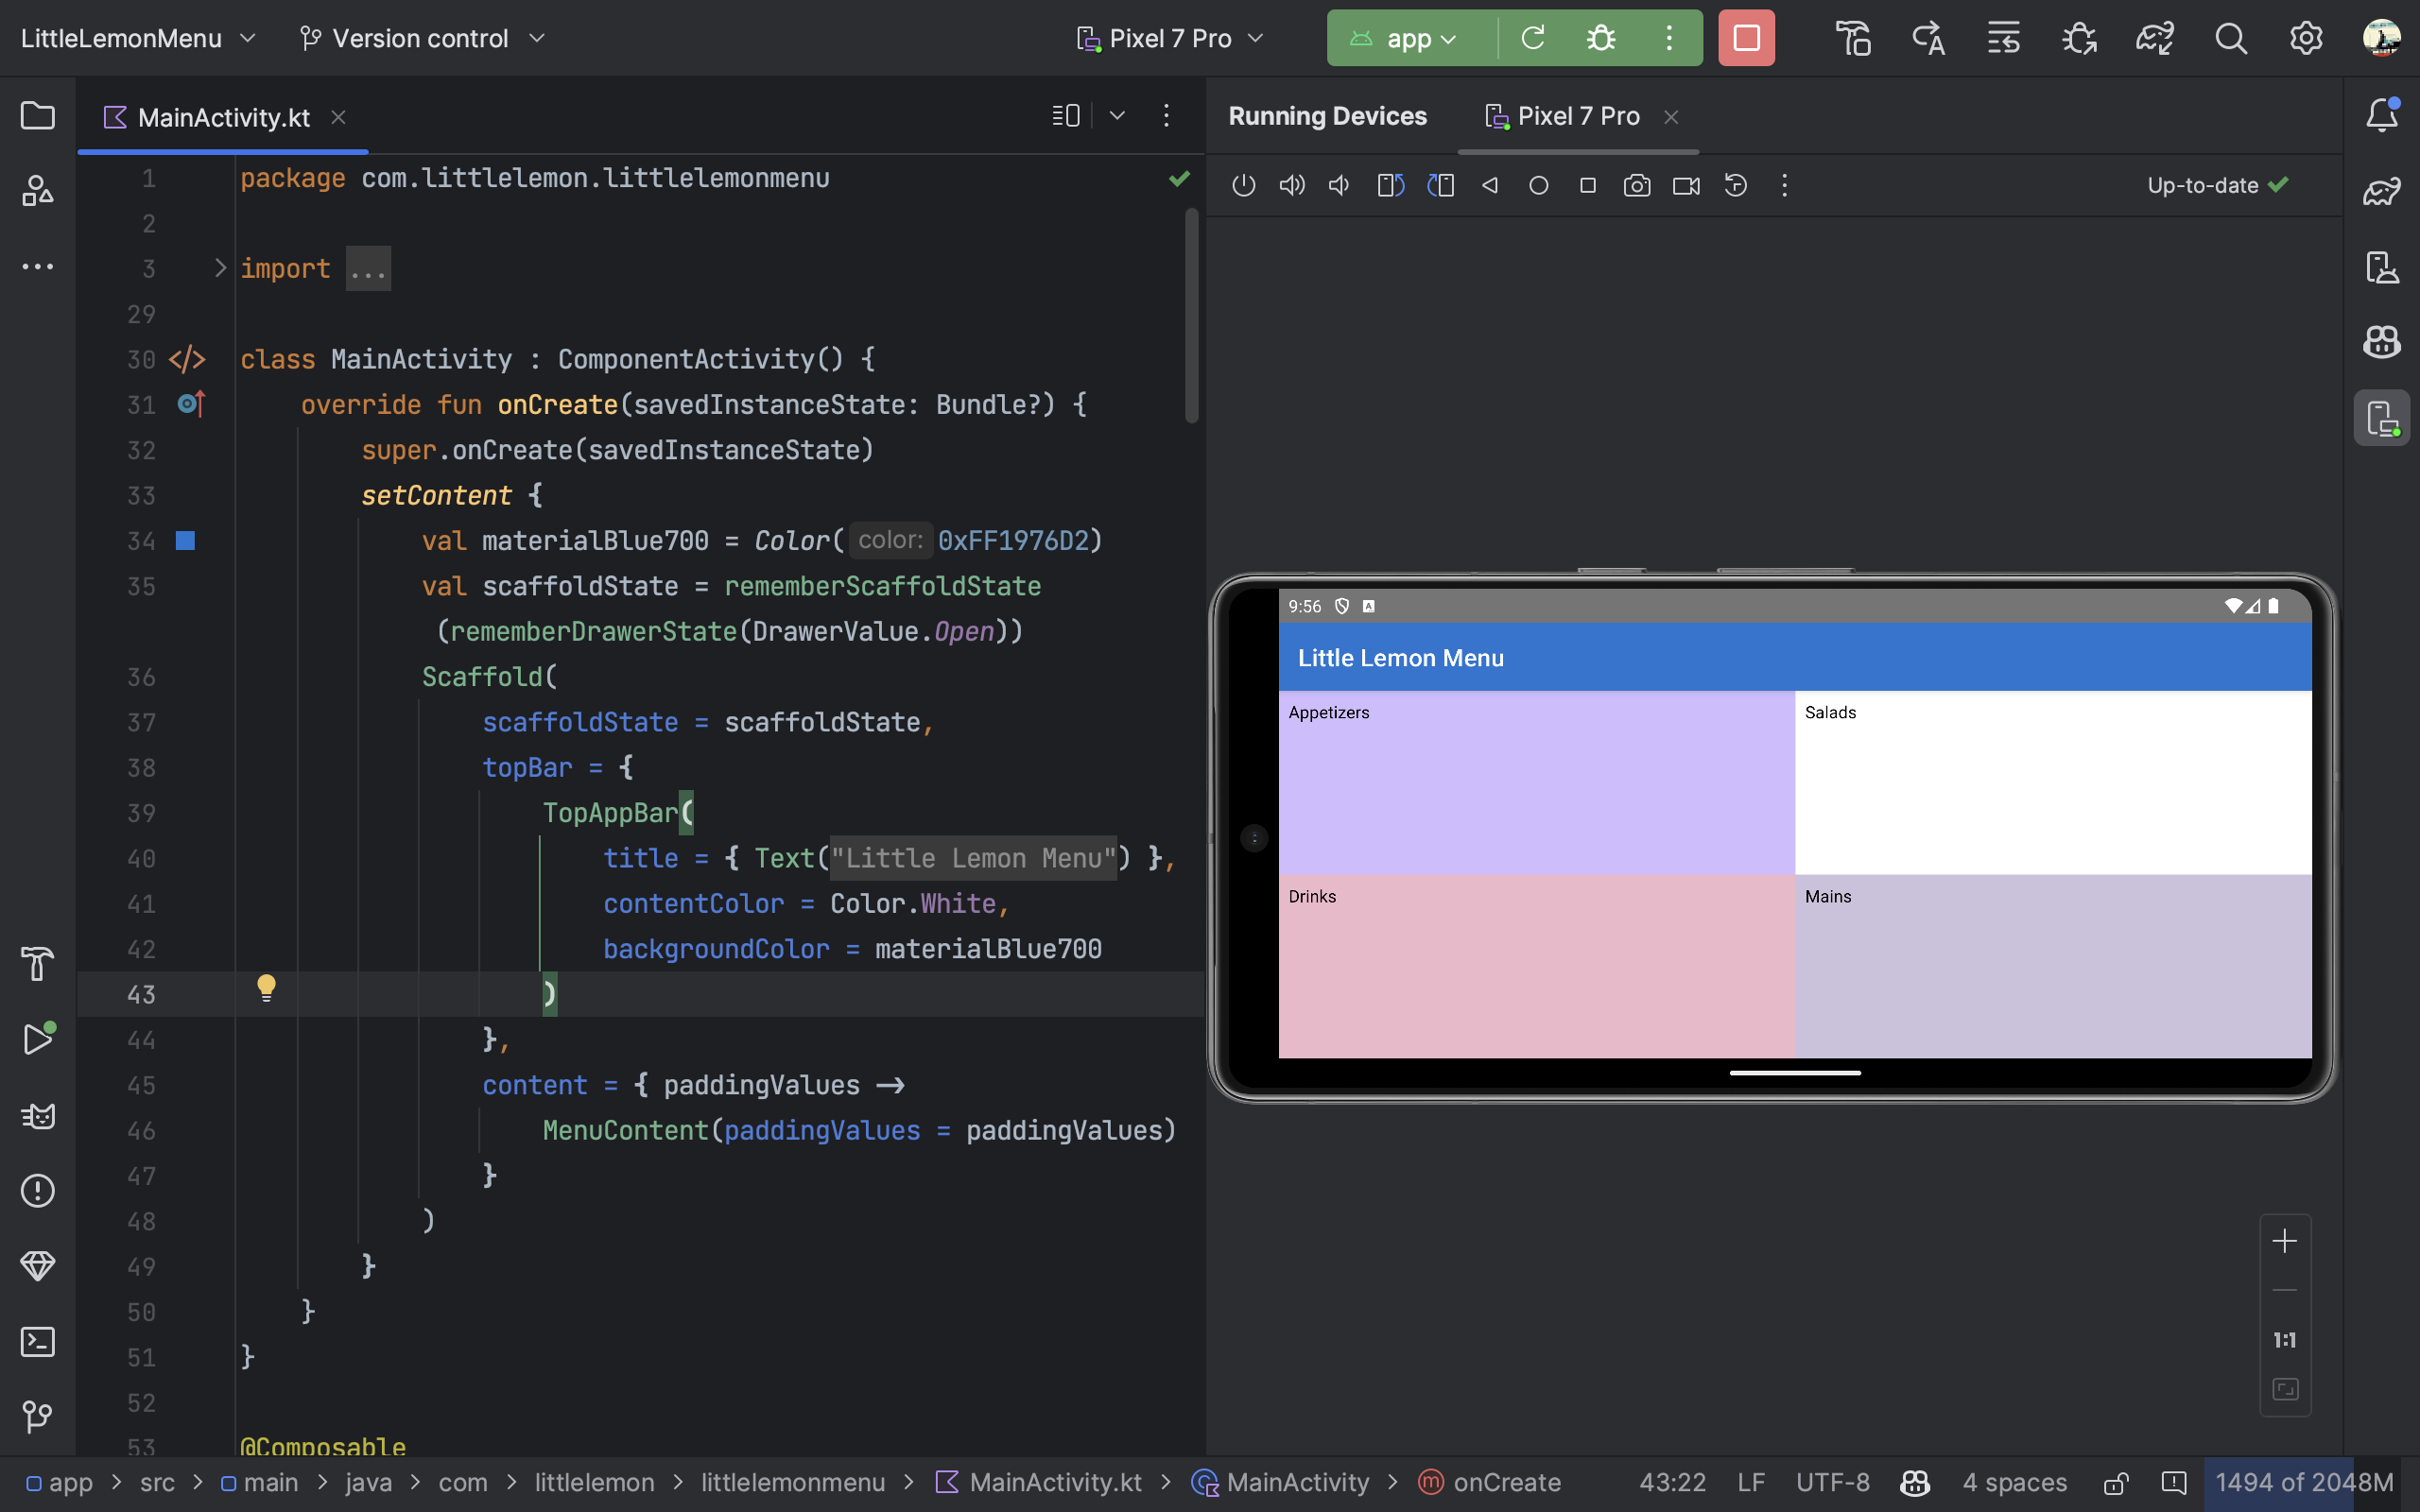 LittleLemonMenu Version control Pixel 7 Pro app
MainActivity.kt
Running Devices Pixel 7 Pro
Up-to-date
1 package com.littlelemon.littlelemonmenu
2
3 import ...
29
30 class MainActivity : ComponentActivity() {
31 override fun onCreate(savedInstanceState: Bundle?) {
32 super.onCreate(savedInstanceState)
33 setContent {
34 val materialBlue700 = Color( color: 0xFF1976D2)
35 val scaffoldState = rememberScaffoldState
(rememberDrawerState(DrawerValue.Open))
36 Scaffold(
37 scaffoldState = scaffoldState,
38 topBar = {
39 TopAppBar(
40 title = { Text("Little Lemon Menu") },
41 contentColor = Color.White,
42 backgroundColor = materialBlue700
43 )
44 },
45 content = { paddingValues ->
46 MenuContent(paddingValues = paddingValues)
47 }
48 )
49 }
50 }
51 }
52
53 @Composable
9:56
Little Lemon Menu
Appetizers Salads
Drinks Mains
1:1
app > src > main > java > com > littlelemon > littlelemonmenu > MainActivity.kt > MainActivity > onCreate 43:22 LF UTF-8 4 spaces 1494 of 2048M